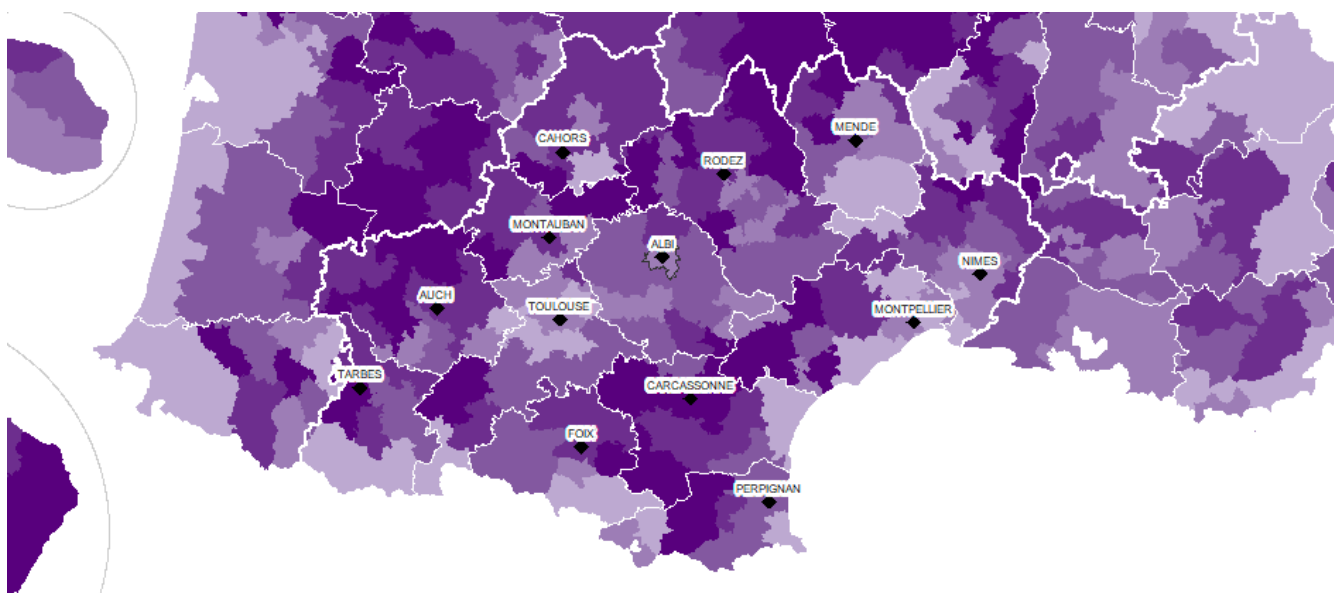 MENDE
CAHORS
RODEZ
MONTAUBAN
ALBI
NIMES
AUCH
TOULOUSE
MONTPELLIER
TARBES
CARCASSONNE
FOIX
PERPIGNAN